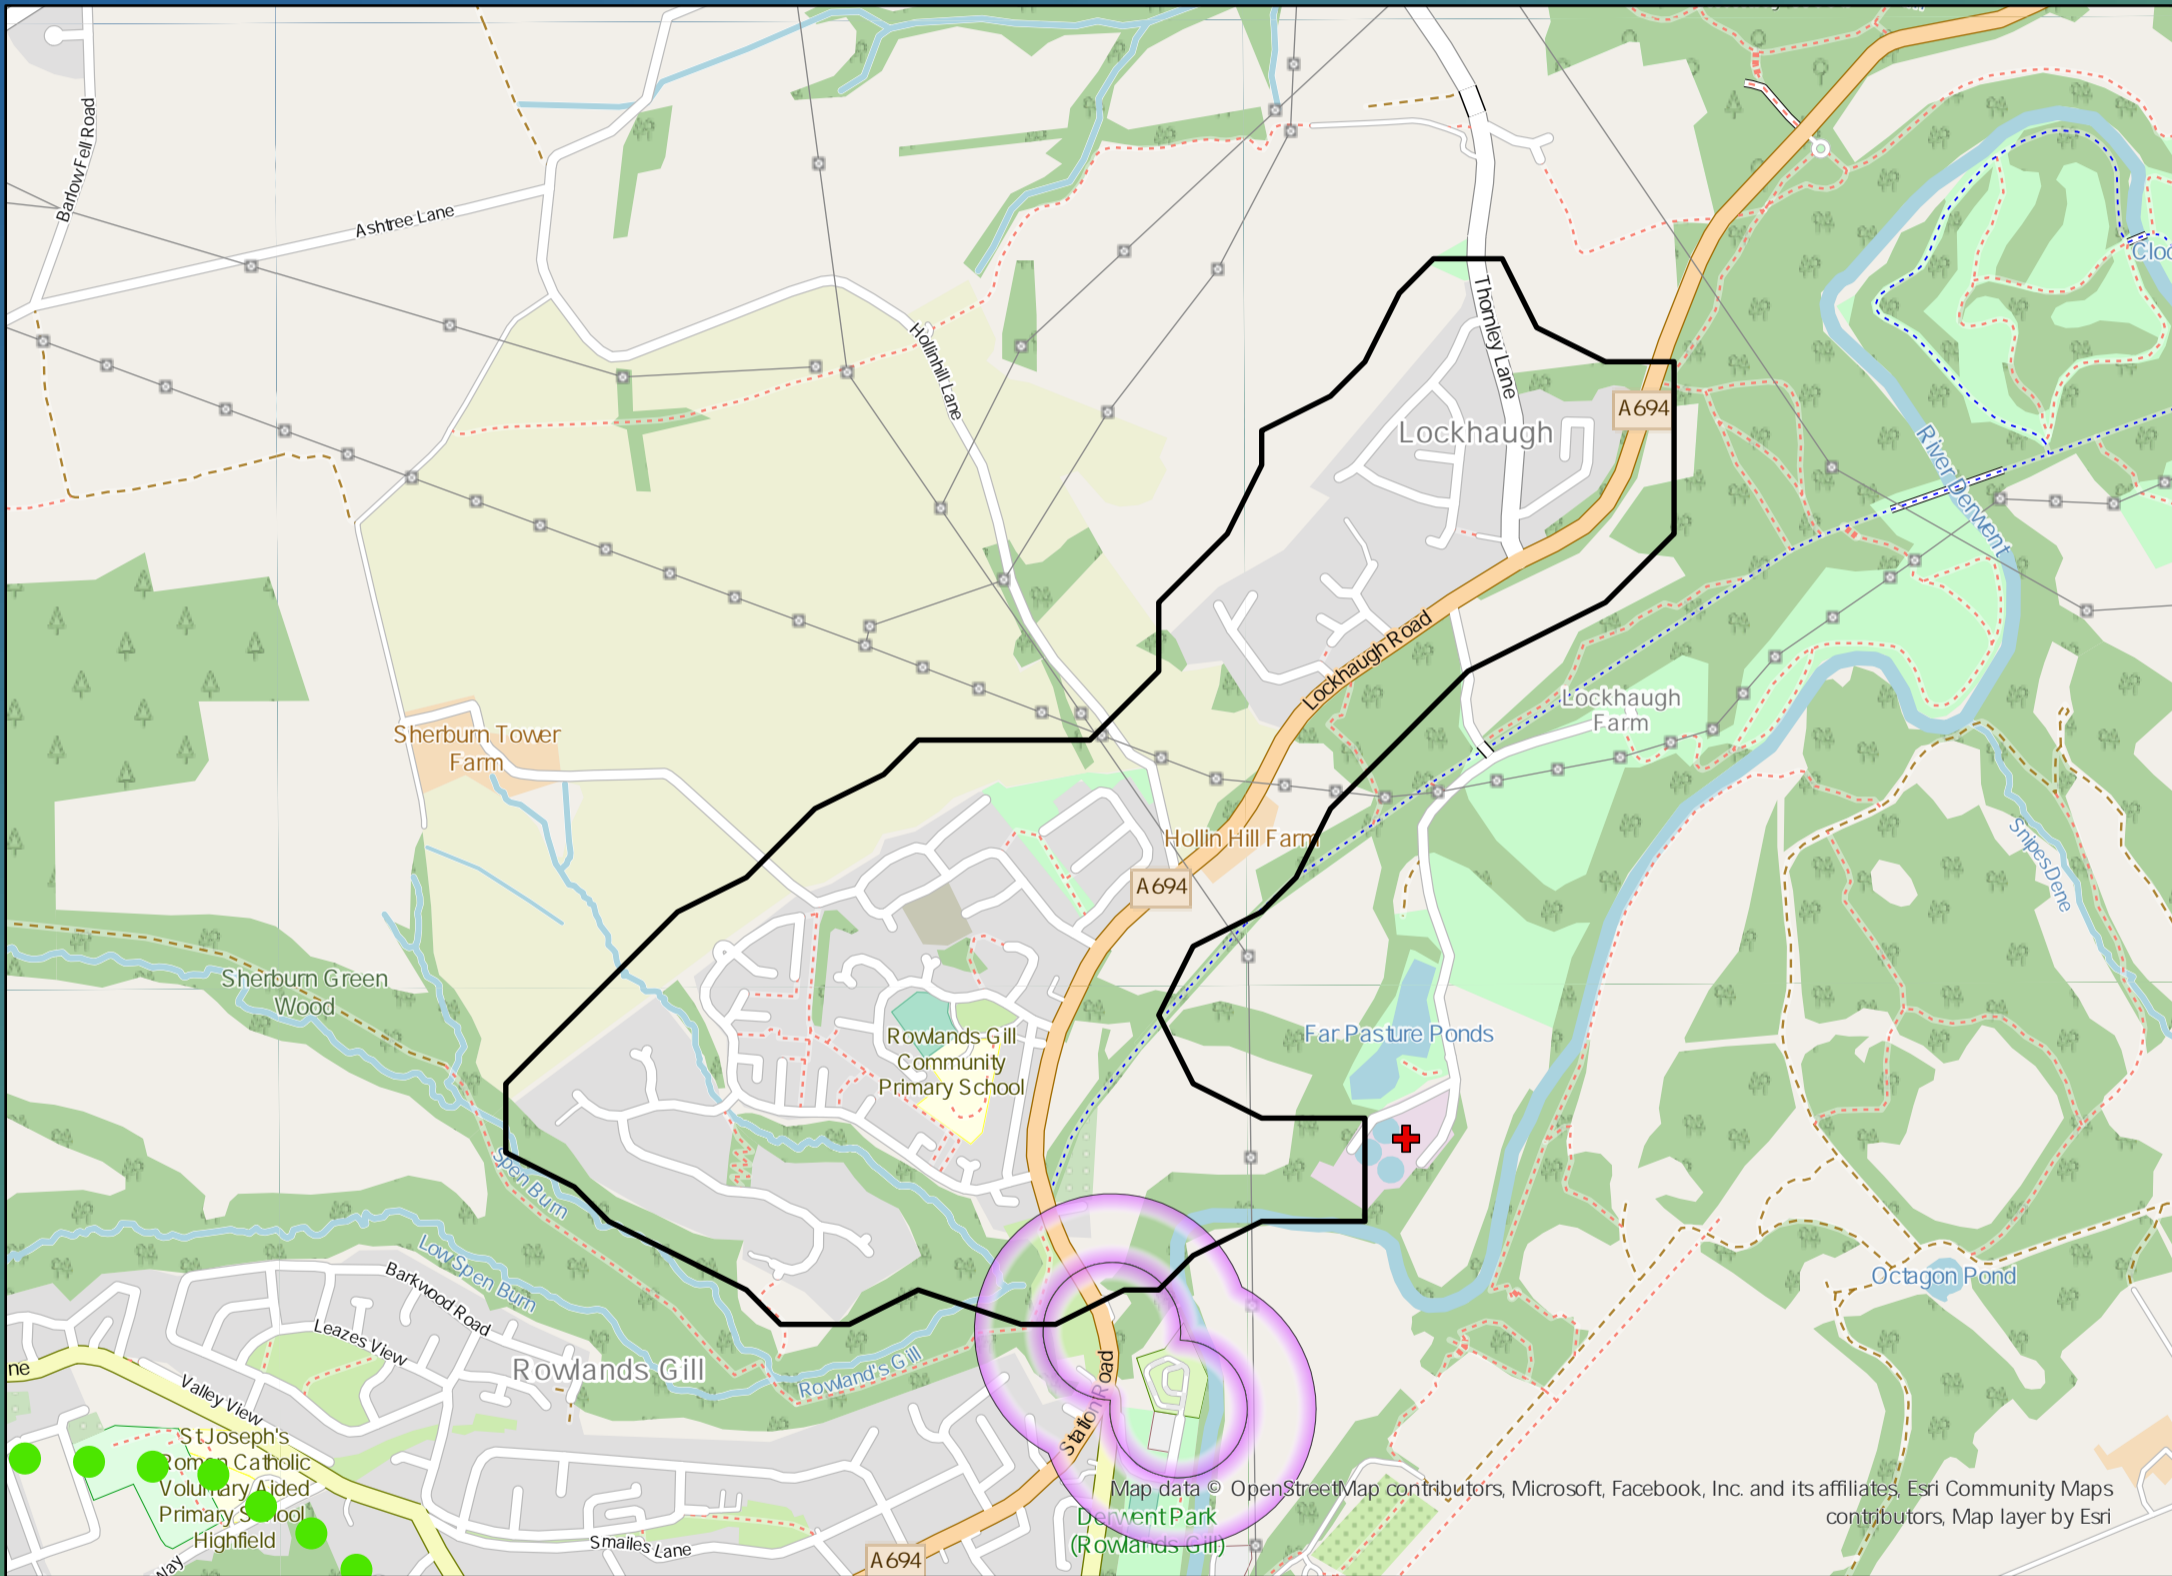 Barlow Fell Road
Ashtree Lane
Hollinhill Lane
Thornley Lane
Lockhaugh
A694
River Derwent
Lockhaugh Road
Lockhaugh
Farm
Sherburn Tower
Farm
Hollin Hill Farm
A694
Snipes Dene
Sherburn Green
Wood
Rowlands Gill
Community
Primary School
Far Pasture Ponds
Spen Burn
Low Spen Burn
Barkwood Road
Leazes View
Valley View
Rowlands Gill
Rowland's Gill
Station Road
Octagon Pond
St Joseph's
Roman Catholic
Voluntary Aided
Primary School
Highfield
Smailes Lane
A694
Derwent Park
(Rowlands Gill)
Map data © OpenStreetMap contributors, Microsoft, Facebook, Inc. and its affiliates, Esri Community Maps
contributors, Map layer by Esri